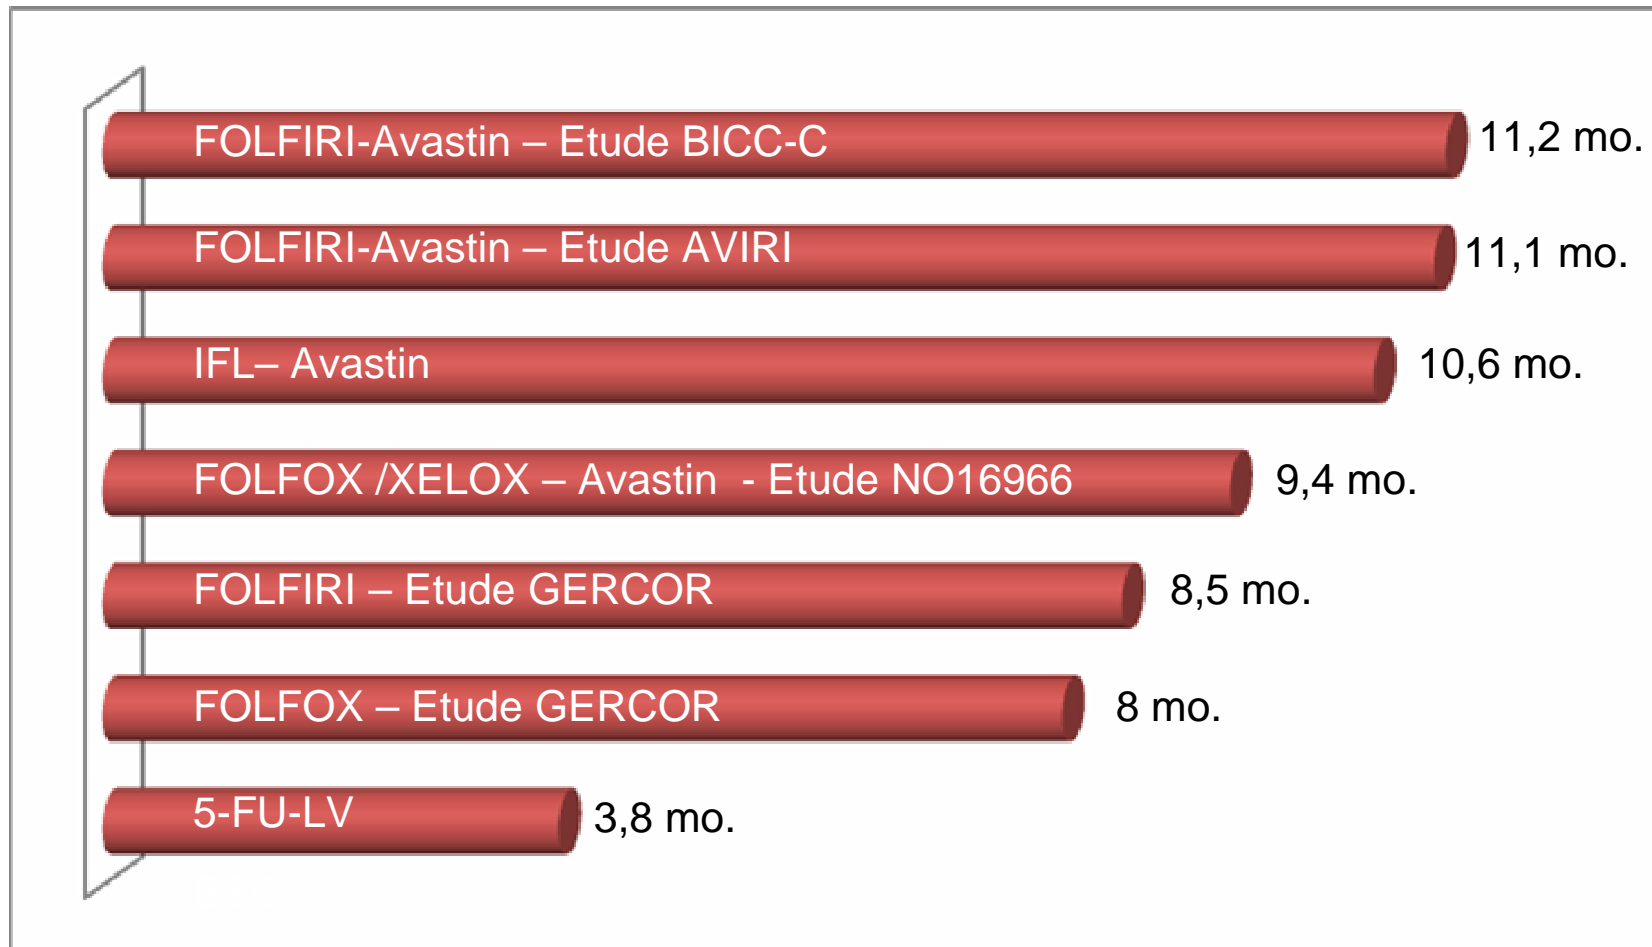 FOLFIRI-Avastin – Etude BICC-C 11,2 mo.
FOLFIRI-Avastin – Etude AVIRI 11,1 mo.
IFL– Avastin 10,6 mo.
FOLFOX /XELOX – Avastin - Etude NO16966 9,4 mo.
FOLFIRI – Etude GERCOR 8,5 mo.
FOLFOX – Etude GERCOR 8 mo.
5-FU-LV 3,8 mo.